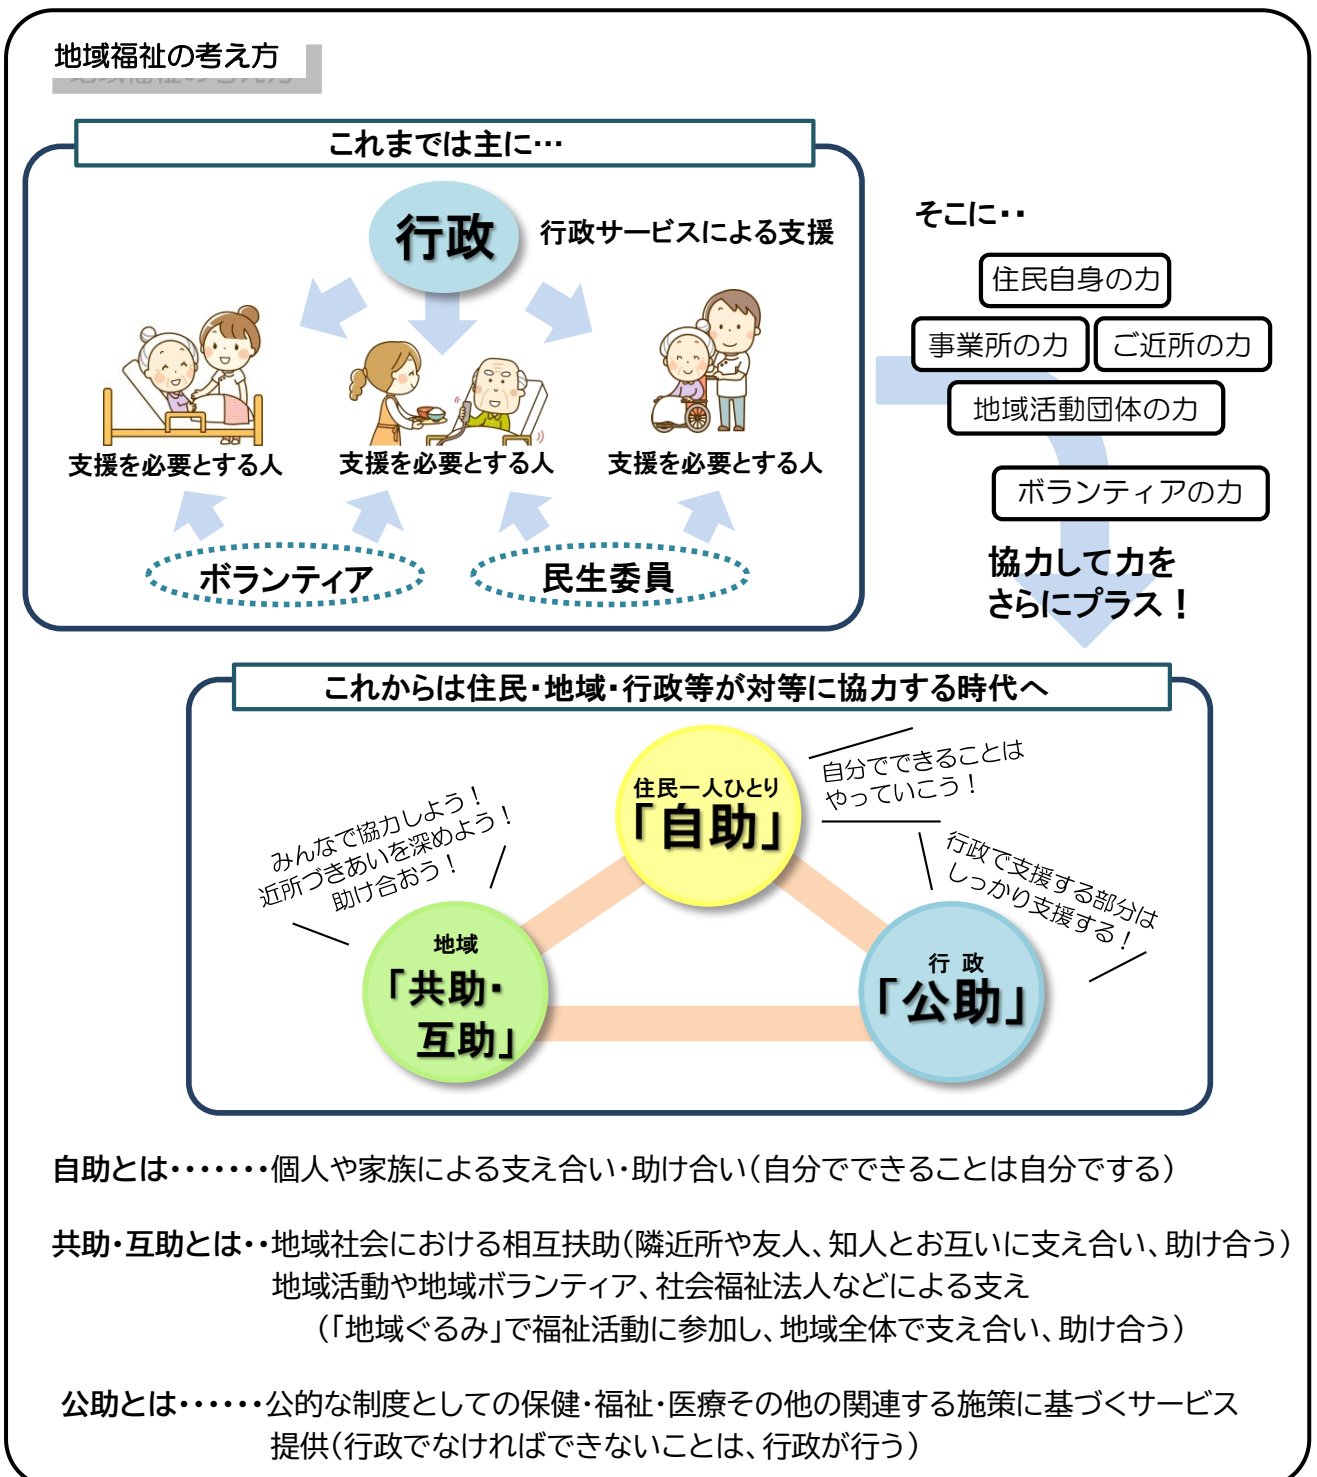 地域福祉の考え方
これまでは主に…
行政
行政サービスによる支援
支援を必要とする人
支援を必要とする人
支援を必要とする人
ボランティア
民生委員
そこに・・
住民自身の力
事業所の力
ご近所の力
地域活動団体の力
ボランティアの力
協力して力を
さらにプラス！
これからは住民・地域・行政等が対等に協力する時代へ
住民一人ひとり
「自助」
自分でできることは
やっていこう！
みんなで協力しよう！
近所づきあいを深めよう！
助け合おう！
行政で支援する部分は
しっかり支援する！
地域
「共助・
互助」
行 政
「公助」
自助とは・・・・・・・個人や家族による支え合い・助け合い（自分でできることは自分でする）
共助・互助とは・・地域社会における相互扶助（隣近所や友人、知人とお互いに支え合い、助け合う）
地域活動や地域ボランティア、社会福祉法人などによる支え
（「地域ぐるみ」で福祉活動に参加し、地域全体で支え合い、助け合う）
公助とは・・・・・・公的な制度としての保健・福祉・医療その他の関連する施策に基づくサービス
提供（行政でなければできないことは、行政が行う）